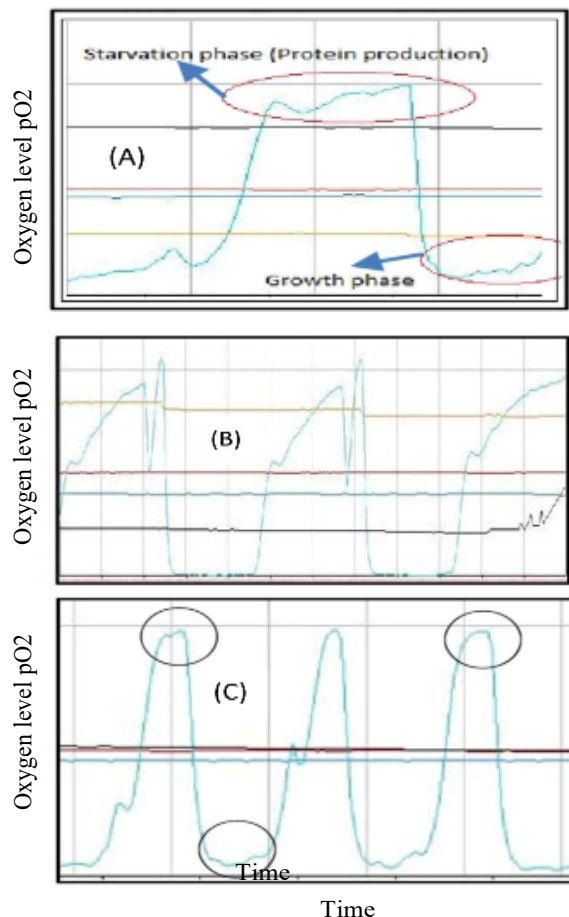 Oxygen level pO2
Starvation phase (Protein production)
(A)
Growth phase
Oxygen level pO2
(B)
Oxygen level pO2
(C)
Time
Time